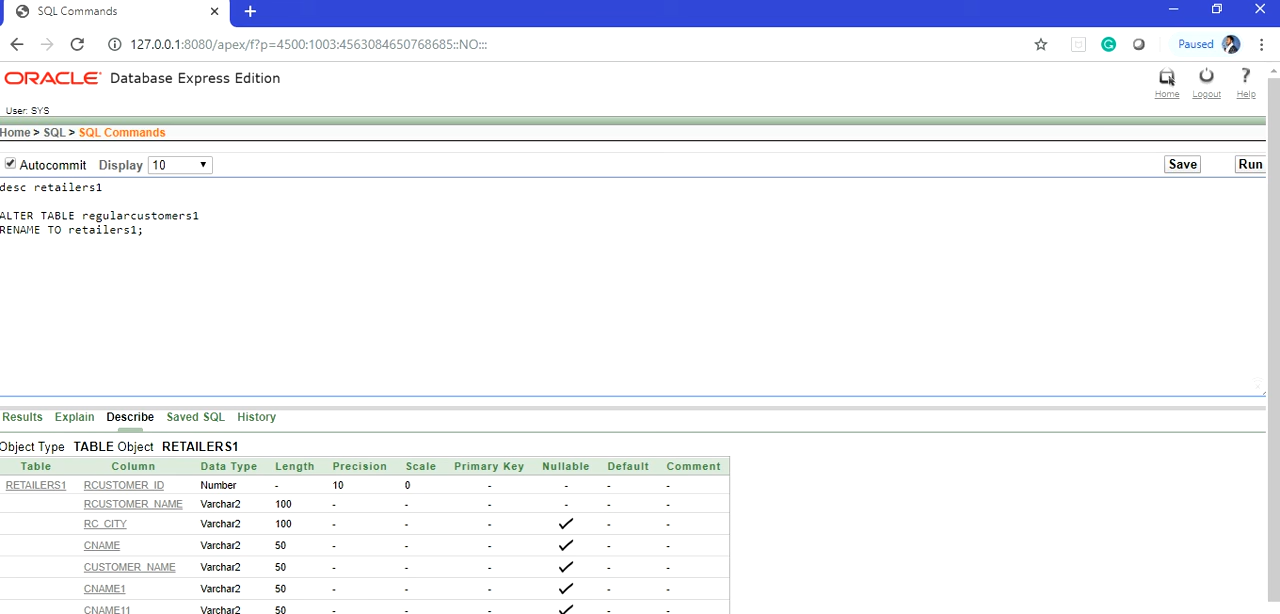 SQL Commands
127.0.0.1:8080/apex/f?p=4500:1003:4563084650768685::NO:::
Paused
ORACLE Database Express Edition
Home Logout Help
User: SYS
Home > SQL > SQL Commands
Autocommit Display 10
Save Run
desc retailers1
ALTER TABLE regularcustomers1
RENAME TO retailers1;
Results Explain Describe Saved SQL History
Object Type TABLE Object RETAILERS1
Table Column Data Type Length Precision Scale Primary Key Nullable Default Comment
RETAILERS1 RCUSTOMER_ID Number - 10 0 - - - -
RCUSTOMER_NAME Varchar2 100 - - - - - -
RC_CITY Varchar2 100 - - - ✓ - -
CNAME Varchar2 50 - - - ✓ - -
CUSTOMER_NAME Varchar2 50 - - - ✓ - -
CNAME1 Varchar2 50 - - - ✓ - -
CNAME11 Varchar2 50 - - - ✓ - -